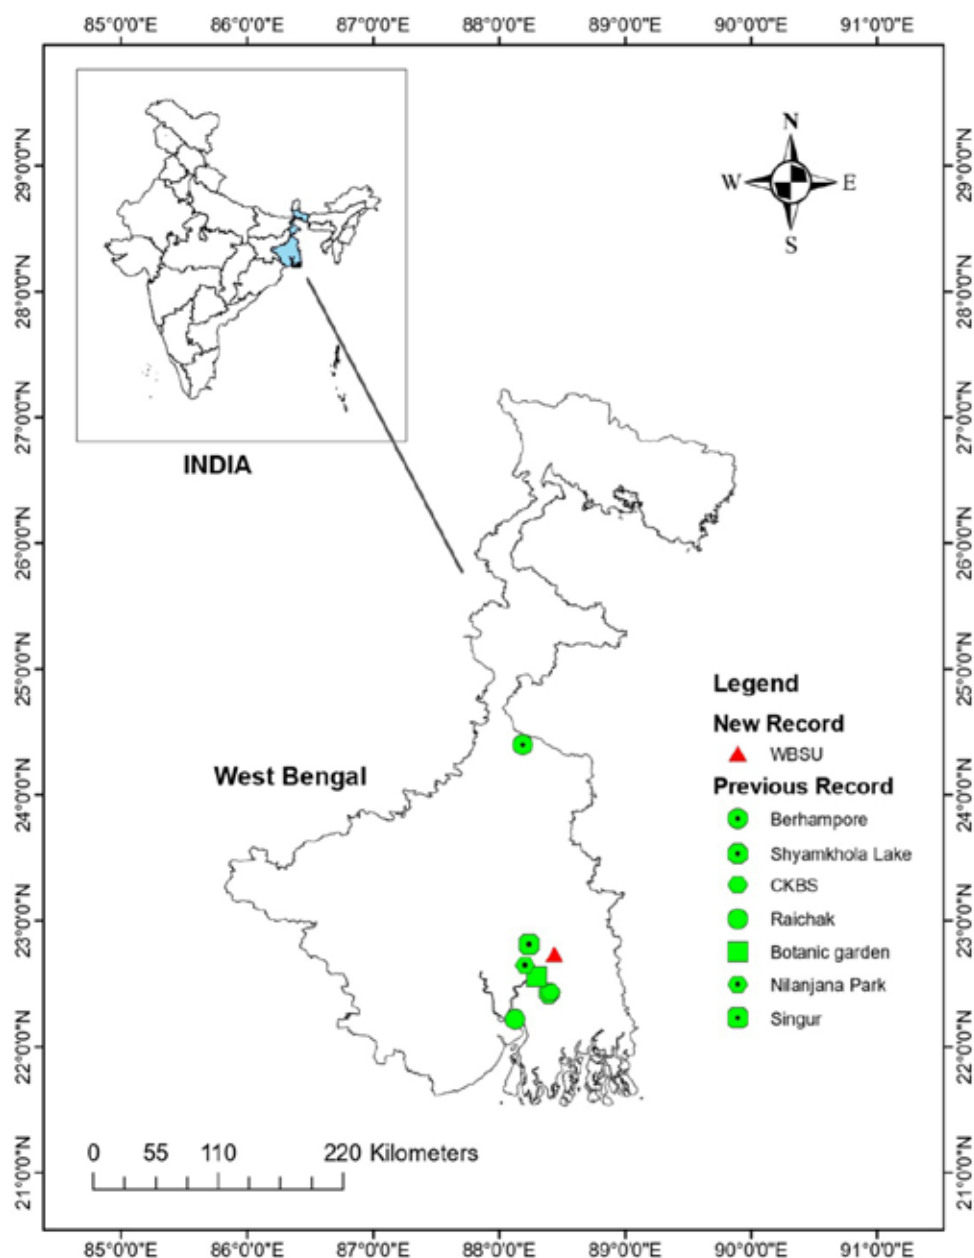 85°0'0"E 86°0'0"E 87°0'0"E 88°0'0"E 89°0'0"E 90°0'0"E 91°0'0"E
N
W E
S
29°0'0"N 29°0'0"N
28°0'0"N 28°0'0"N
27°0'0"N 27°0'0"N
INDIA
26°0'0"N 26°0'0"N
25°0'0"N 25°0'0"N
Legend
New Record
WBSU
West Bengal
Previous Record
24°0'0"N 24°0'0"N
Berhampore
Shyamkhola Lake
CKBS
Raichak
23°0'0"N 23°0'0"N
Botanic garden
Nilanjana Park
Singur
22°0'0"N 22°0'0"N
0 55 110 220 Kilometers
21°0'0"N 21°0'0"N
85°0'0"E 86°0'0"E 87°0'0"E 88°0'0"E 89°0'0"E 90°0'0"E 91°0'0"E